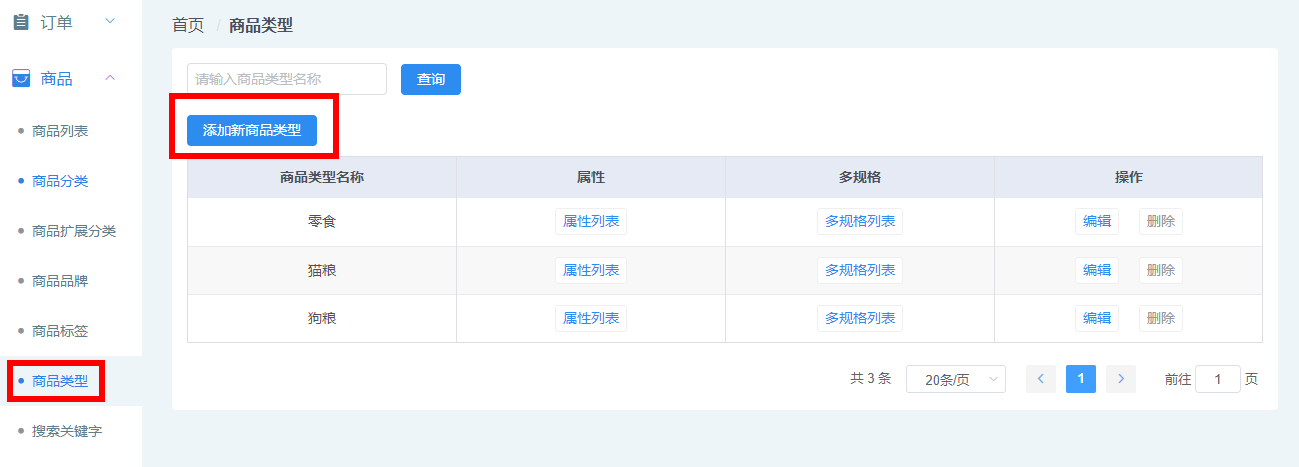 订单
商品
商品列表
商品分类
商品扩展分类
商品品牌
商品标签
商品类型
搜索关键字
首页 / 商品类型
请输入商品类型名称 查询
添加新商品类型
商品类型名称 属性 多规格 操作
零食 属性列表 多规格列表 编辑 删除
猫粮 属性列表 多规格列表 编辑 删除
狗粮 属性列表 多规格列表 编辑 删除
共 3 条 20条/页 1 前往 1 页